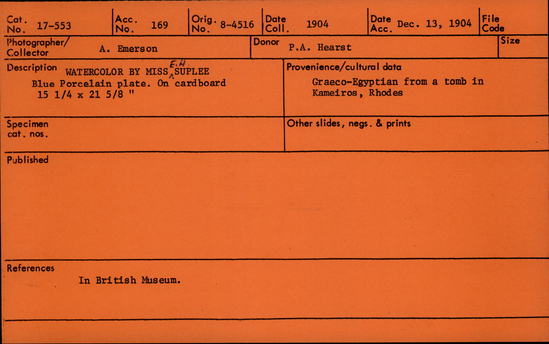 Cat. No. 17-553 Acc. No. 169 Orig. No. 8-4516 Date Coll. 1904 Date Acc. Dec. 13, 1904 File Code
Photographer/ Collector A. Emerson Donor P.A. Hearst Size
Description WATERCOLOR BY MISS E.H SUPLEE
Blue Porcelain plate. On cardboard
15 1/4 x 21 5/8 "
Provenience/cultural data
Graeco-Egyptian from a tomb in
Kameiros, Rhodes
Specimen
cat. nos.
Other slides, negs. & prints
Published
References
In British Museum.